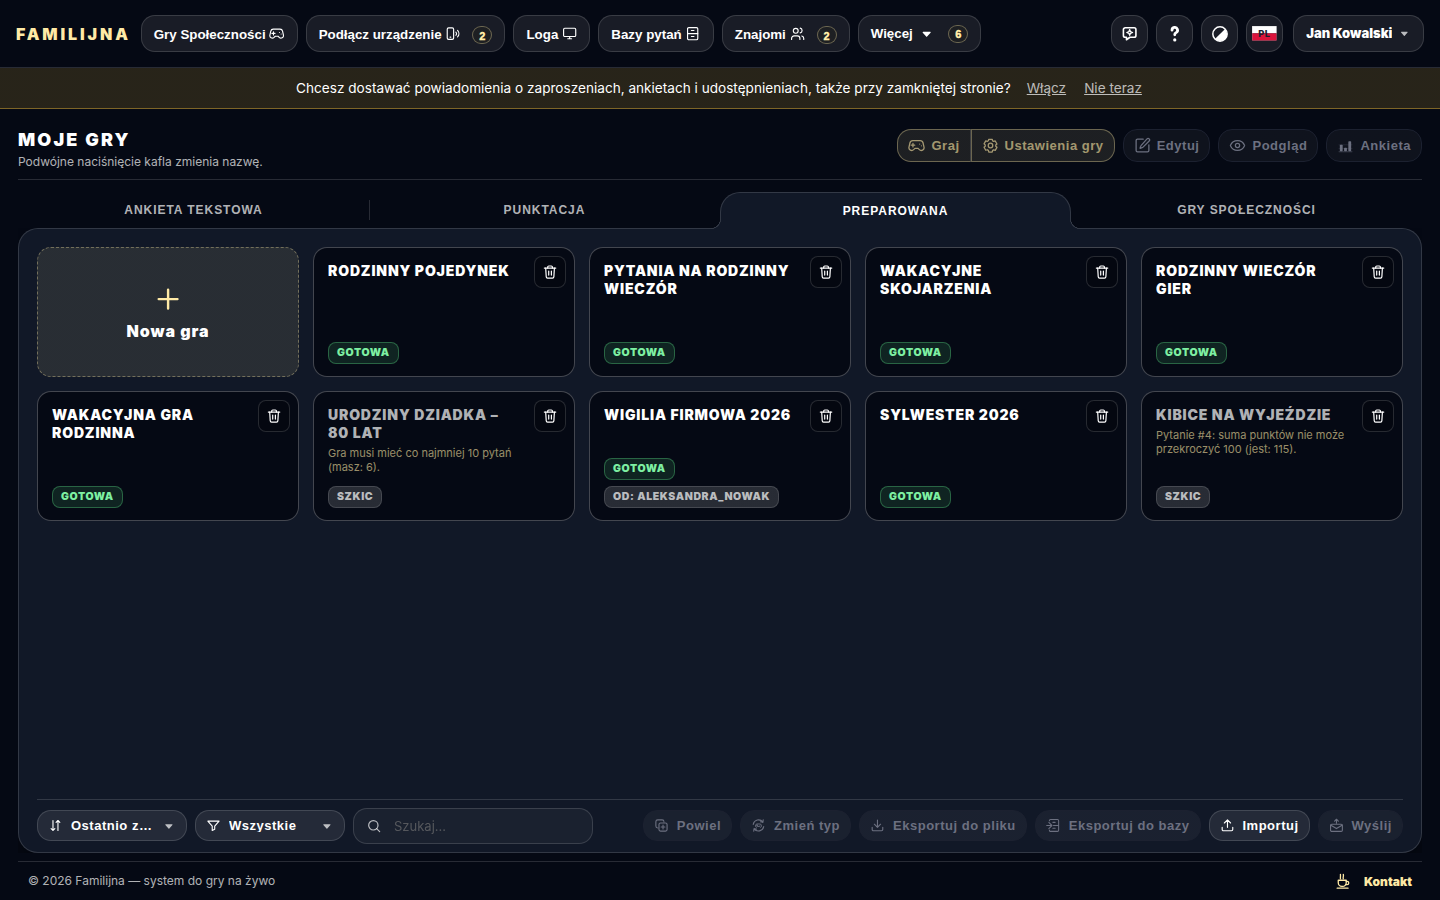 FAMILIJNA
Gry Społeczności
Podłącz urządzenie 2
Loga
Bazy pytań
Znajomi 2
Więcej 6
PL
Jan Kowalski
Chcesz dostawać powiadomienia o zaproszeniach, ankietach i udostępnieniach, także przy zamkniętej stronie? Włącz Nie teraz
MOJE GRY
Podwójne naciśnięcie kafla zmienia nazwę.
Graj
Ustawienia gry
Edytuj
Podgląd
Ankieta
ANKIETA TEKSTOWA
PUNKTACJA
PREPAROWANA
GRY SPOŁECZNOŚCI
Nowa gra
RODZINNY POJEDYNEK
GOTOWA
PYTANIA NA RODZINNY
WIECZÓR
GOTOWA
WAKACYJNE
SKOJARZENIA
GOTOWA
RODZINNY WIECZÓR
GIER
GOTOWA
WAKACYJNA GRA
RODZINNA
GOTOWA
URODZINY DZIADKA –
80 LAT
Gra musi mieć co najmniej 10 pytań
(masz: 6).
SZKIC
WIGILIA FIRMOWA 2026
GOTOWA
OD: ALEKSANDRA_NOWAK
SYLWESTER 2026
GOTOWA
KIBICE NA WYJEŹDZIE
Pytanie #4: suma punktów nie może
przekroczyć 100 (jest: 115).
SZKIC
Ostatnio z...
Wszystkie
Szukaj...
Powiel
Zmień typ
Eksportuj do pliku
Eksportuj do bazy
Importuj
Wyślij
© 2026 Familijna — system do gry na żywo
Kontakt